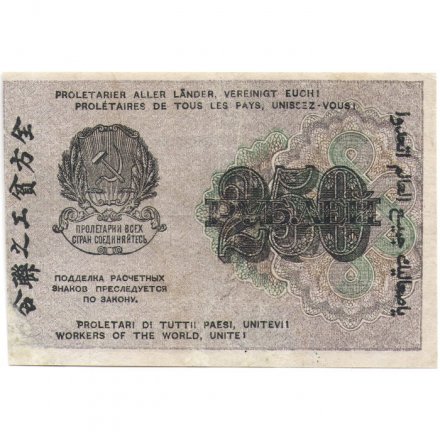 PROLETARIER ALLER LÄNDER, VEREINIGT EUCH!
PROLÉTAIRES DE TOUS LES PAYS, UNISSEZ-VOUS!
ПРОЛЕТАРИИ ВСЕХ
СТРАН СОЕДИНЯЙТЕСЬ
ПОДДЕЛКА РАСЧЕТНЫХ
ЗНАКОВ ПРЕСЛЕДУЕТСЯ
ПО ЗАКОНУ.
250
РУБЛЕЙ
PROLETARI DI TUTTI I PAESI, UNITEVI!
WORKERS OF THE WORLD, UNITE!